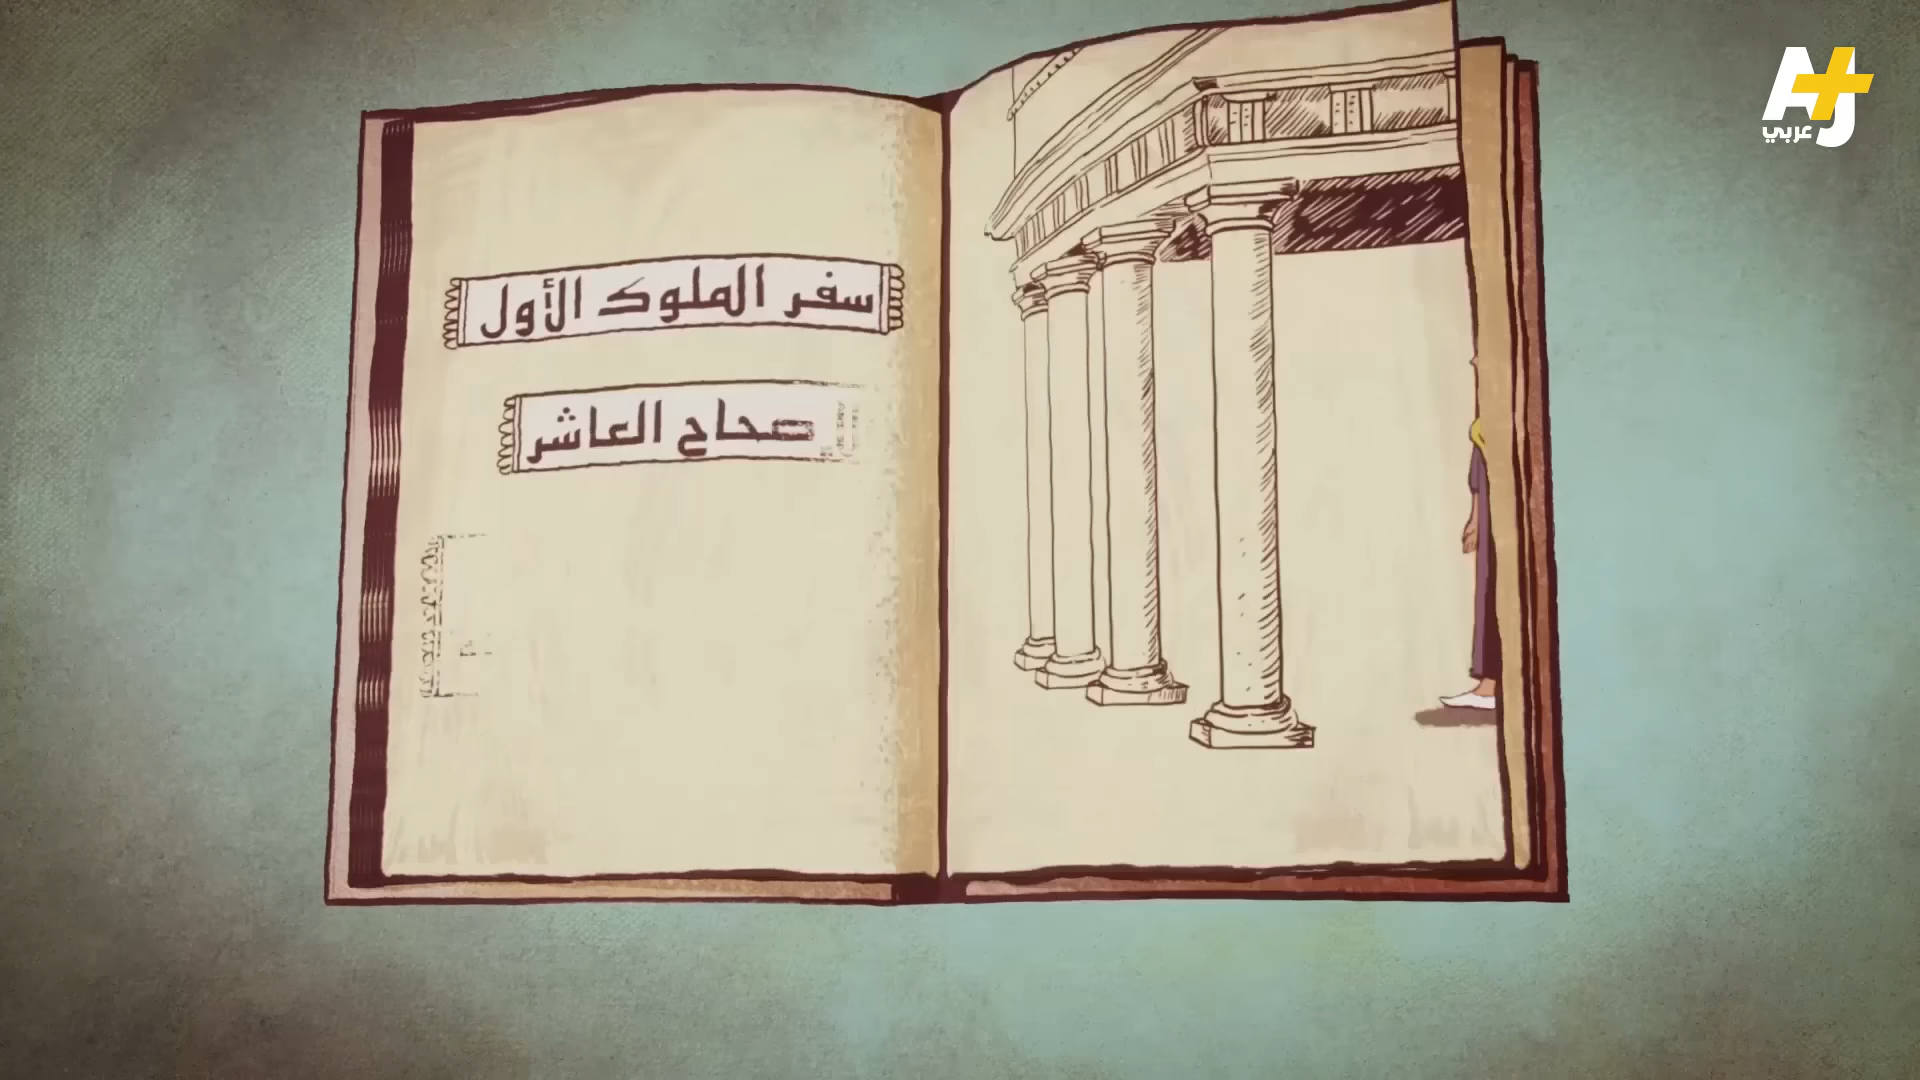 سفر الملوك الأول
صحاح العاشر
عربي